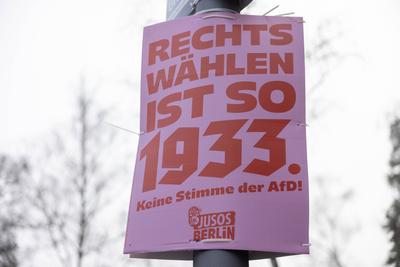 RECHTS
WÄHLEN
IST SO
1933.
Keine Stimme der AfD!
JUSOS
BERLIN